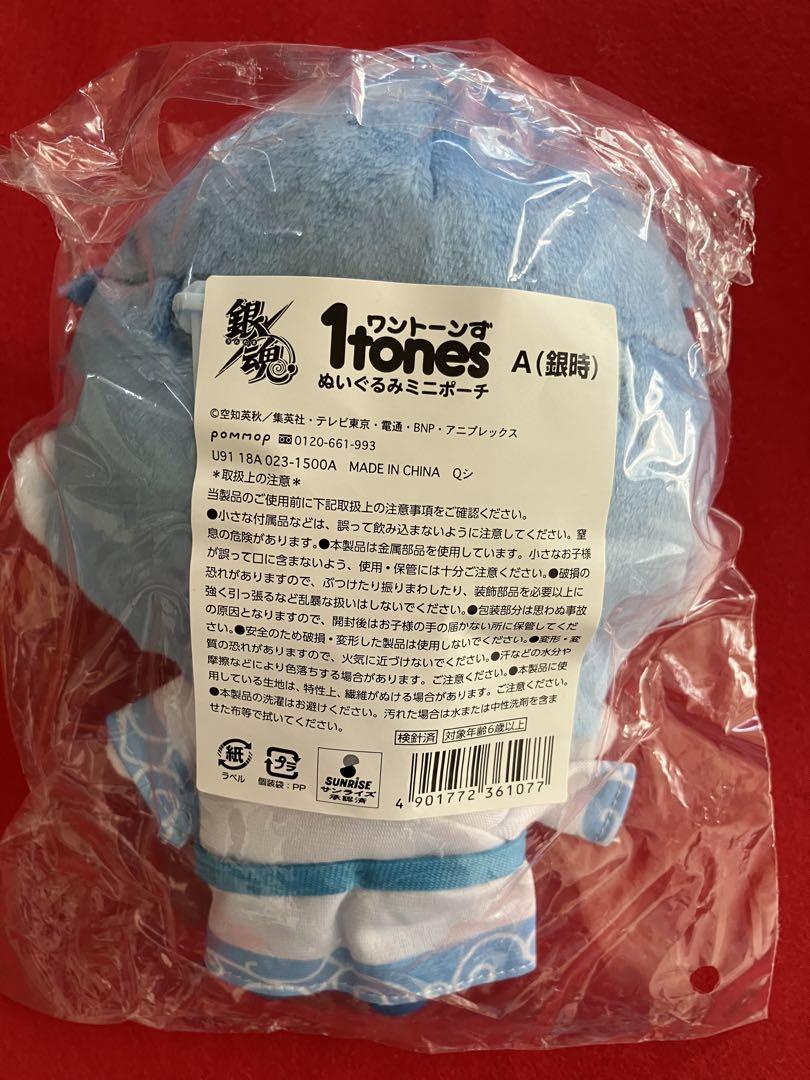 銀魂
ぎんたま
ワントーンず
1tones
ぬいぐるみミニポーチ
A(銀時)
©空知英秋／集英社・テレビ東京・電通・BNP・アニプレックス
pommop 0120-661-993
U91 18A 023-1500A MADE IN CHINA Qシ
＊取扱上の注意＊
当製品のご使用前に下記取扱上の注意事項をご確認ください。
●小さな付属品などは、誤って飲み込まないように注意してください。窒
息の危険があります。●本製品は金属部品を使用しています。小さなお子様
が誤って口に含まないよう、使用・保管には十分ご注意ください。●破損の
恐れがありますので、ぶつけたり振りまわしたり、装飾部品を必要以上に
強く引っ張るなど乱暴な扱いはしないでください。●包装部分は思わぬ事故
の原因となりますので、開封後はお子様の手の届かない所に保管してくだ
さい。●安全のため破損・変形した製品は使用しないでください。●変形・変
質の恐れがありますので、火気に近づけないでください。●汗などの水分や
摩擦などにより色落ちする場合があります。ご注意ください。●本製品に使
用している生地は、特性上、繊維がぬける場合があります。ご注意ください。
●本製品の洗濯はお避けください。汚れた場合は水または中性洗剤を含ま
せた布等で拭いてください。
検針済 対象年齢6歳以上
紙
ラベル
プラ
個装袋：PP
SUNRISE
サンライズ
承認済
4 901772 361077